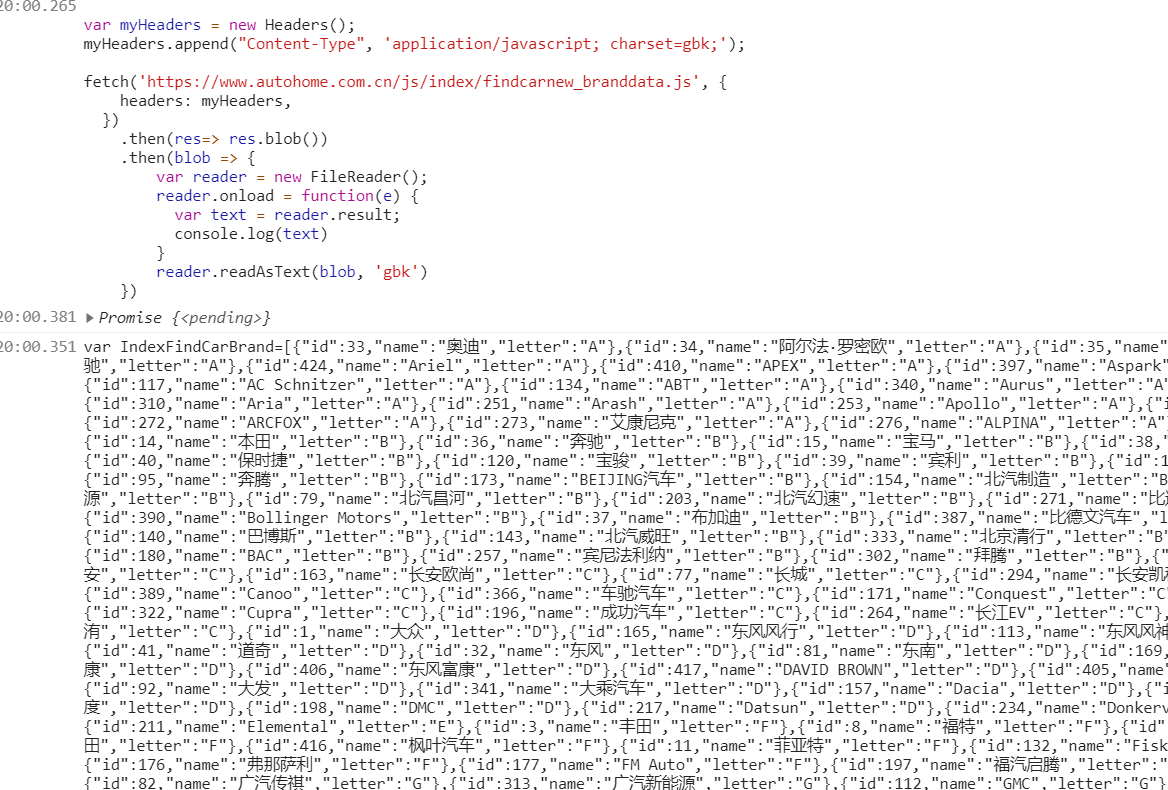 20:00.265
var myHeaders = new Headers();
myHeaders.append("Content-Type", 'application/javascript; charset=gbk;');
fetch('https://www.autohome.com.cn/js/index/findcarnew_branddata.js', {
headers: myHeaders,
})
.then(res=> res.blob())
.then(blob => {
var reader = new FileReader();
reader.onload = function(e) {
var text = reader.result;
console.log(text)
}
reader.readAsText(blob, 'gbk')
})
20:00.381 Promise {<pending>}
20:00.351 var IndexFindCarBrand=[{"id":33,"name":"奥迪","letter":"A"},{"id":34,"name":"阿尔法·罗密欧","letter":"A"},{"id":35,"name"
驰","letter":"A"},{"id":424,"name":"Ariel","letter":"A"},{"id":410,"name":"APEX","letter":"A"},{"id":397,"name":"Aspark"
{"id":117,"name":"AC Schnitzer","letter":"A"},{"id":134,"name":"ABT","letter":"A"},{"id":340,"name":"Aurus","letter":"A"
{"id":310,"name":"Aria","letter":"A"},{"id":251,"name":"Arash","letter":"A"},{"id":253,"name":"Apollo","letter":"A"},{"i
{"id":272,"name":"ARCFOX","letter":"A"},{"id":273,"name":"艾康尼克","letter":"A"},{"id":276,"name":"ALPINA","letter":"A"}
{"id":14,"name":"本田","letter":"B"},{"id":36,"name":"奔驰","letter":"B"},{"id":15,"name":"宝马","letter":"B"},{"id":38,
{"id":40,"name":"保时捷","letter":"B"},{"id":120,"name":"宝骏","letter":"B"},{"id":39,"name":"宾利","letter":"B"},{"id":1
{"id":95,"name":"奔腾","letter":"B"},{"id":173,"name":"BEIJING汽车","letter":"B"},{"id":154,"name":"北汽制造","letter":"B
源","letter":"B"},{"id":79,"name":"北汽昌河","letter":"B"},{"id":203,"name":"北汽幻速","letter":"B"},{"id":271,"name":"比
{"id":390,"name":"Bollinger Motors","letter":"B"},{"id":37,"name":"布加迪","letter":"B"},{"id":387,"name":"比德文汽车","l
{"id":140,"name":"巴博斯","letter":"B"},{"id":143,"name":"北汽威旺","letter":"B"},{"id":333,"name":"北京清行","letter":"B
{"id":180,"name":"BAC","letter":"B"},{"id":257,"name":"宾尼法利纳","letter":"B"},{"id":302,"name":"拜腾","letter":"B"},{"
安","letter":"C"},{"id":163,"name":"长安欧尚","letter":"C"},{"id":77,"name":"长城","letter":"C"},{"id":294,"name":"长安凯
{"id":389,"name":"Canoo","letter":"C"},{"id":366,"name":"车驰汽车","letter":"C"},{"id":171,"name":"Conquest","letter":"C"
{"id":322,"name":"Cupra","letter":"C"},{"id":196,"name":"成功汽车","letter":"C"},{"id":264,"name":"长江EV","letter":"C"},
洧","letter":"C"},{"id":1,"name":"大众","letter":"D"},{"id":165,"name":"东风风行","letter":"D"},{"id":113,"name":"东风风神
{"id":41,"name":"道奇","letter":"D"},{"id":32,"name":"东风","letter":"D"},{"id":81,"name":"东南","letter":"D"},{"id":169,
康","letter":"D"},{"id":406,"name":"东风富康","letter":"D"},{"id":417,"name":"DAVID BROWN","letter":"D"},{"id":405,"name"
{"id":92,"name":"大发","letter":"D"},{"id":341,"name":"大乘汽车","letter":"D"},{"id":157,"name":"Dacia","letter":"D"},{"i
度","letter":"D"},{"id":198,"name":"DMC","letter":"D"},{"id":217,"name":"Datsun","letter":"D"},{"id":234,"name":"Donkerv
{"id":211,"name":"Elemental","letter":"E"},{"id":3,"name":"丰田","letter":"F"},{"id":8,"name":"福特","letter":"F"},{"id"
田","letter":"F"},{"id":416,"name":"枫叶汽车","letter":"F"},{"id":11,"name":"菲亚特","letter":"F"},{"id":132,"name":"Fisk
{"id":176,"name":"弗那萨利","letter":"F"},{"id":177,"name":"FM Auto","letter":"F"},{"id":197,"name":"福汽启腾","letter":"
{"id":82,"name":"广汽传祺","letter":"G"},{"id":313,"name":"广汽新能源","letter":"G"},{"id":112,"name":"GMC","letter":"G"}